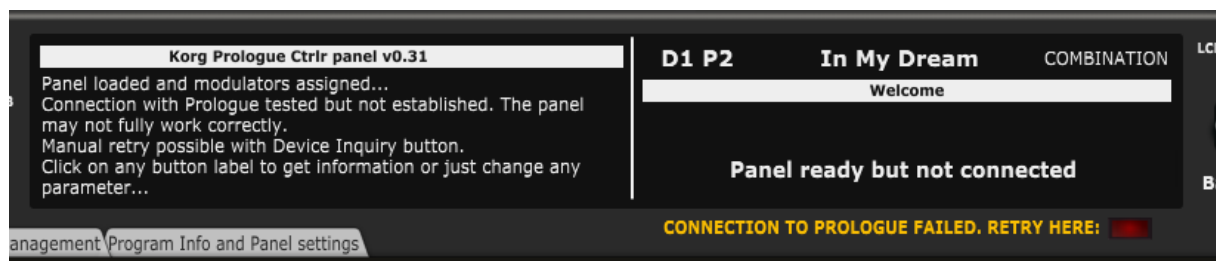 Korg Prologue Ctrlr panel v0.31
Panel loaded and modulators assigned...
Connection with Prologue tested but not established. The panel
may not fully work correctly.
Manual retry possible with Device Inquiry button.
Click on any button label to get information or just change any
parameter...
D1 P2 In My Dream COMBINATION
Welcome
Panel ready but not connected
CONNECTION TO PROLOGUE FAILED. RETRY HERE:
Program Info and Panel settings